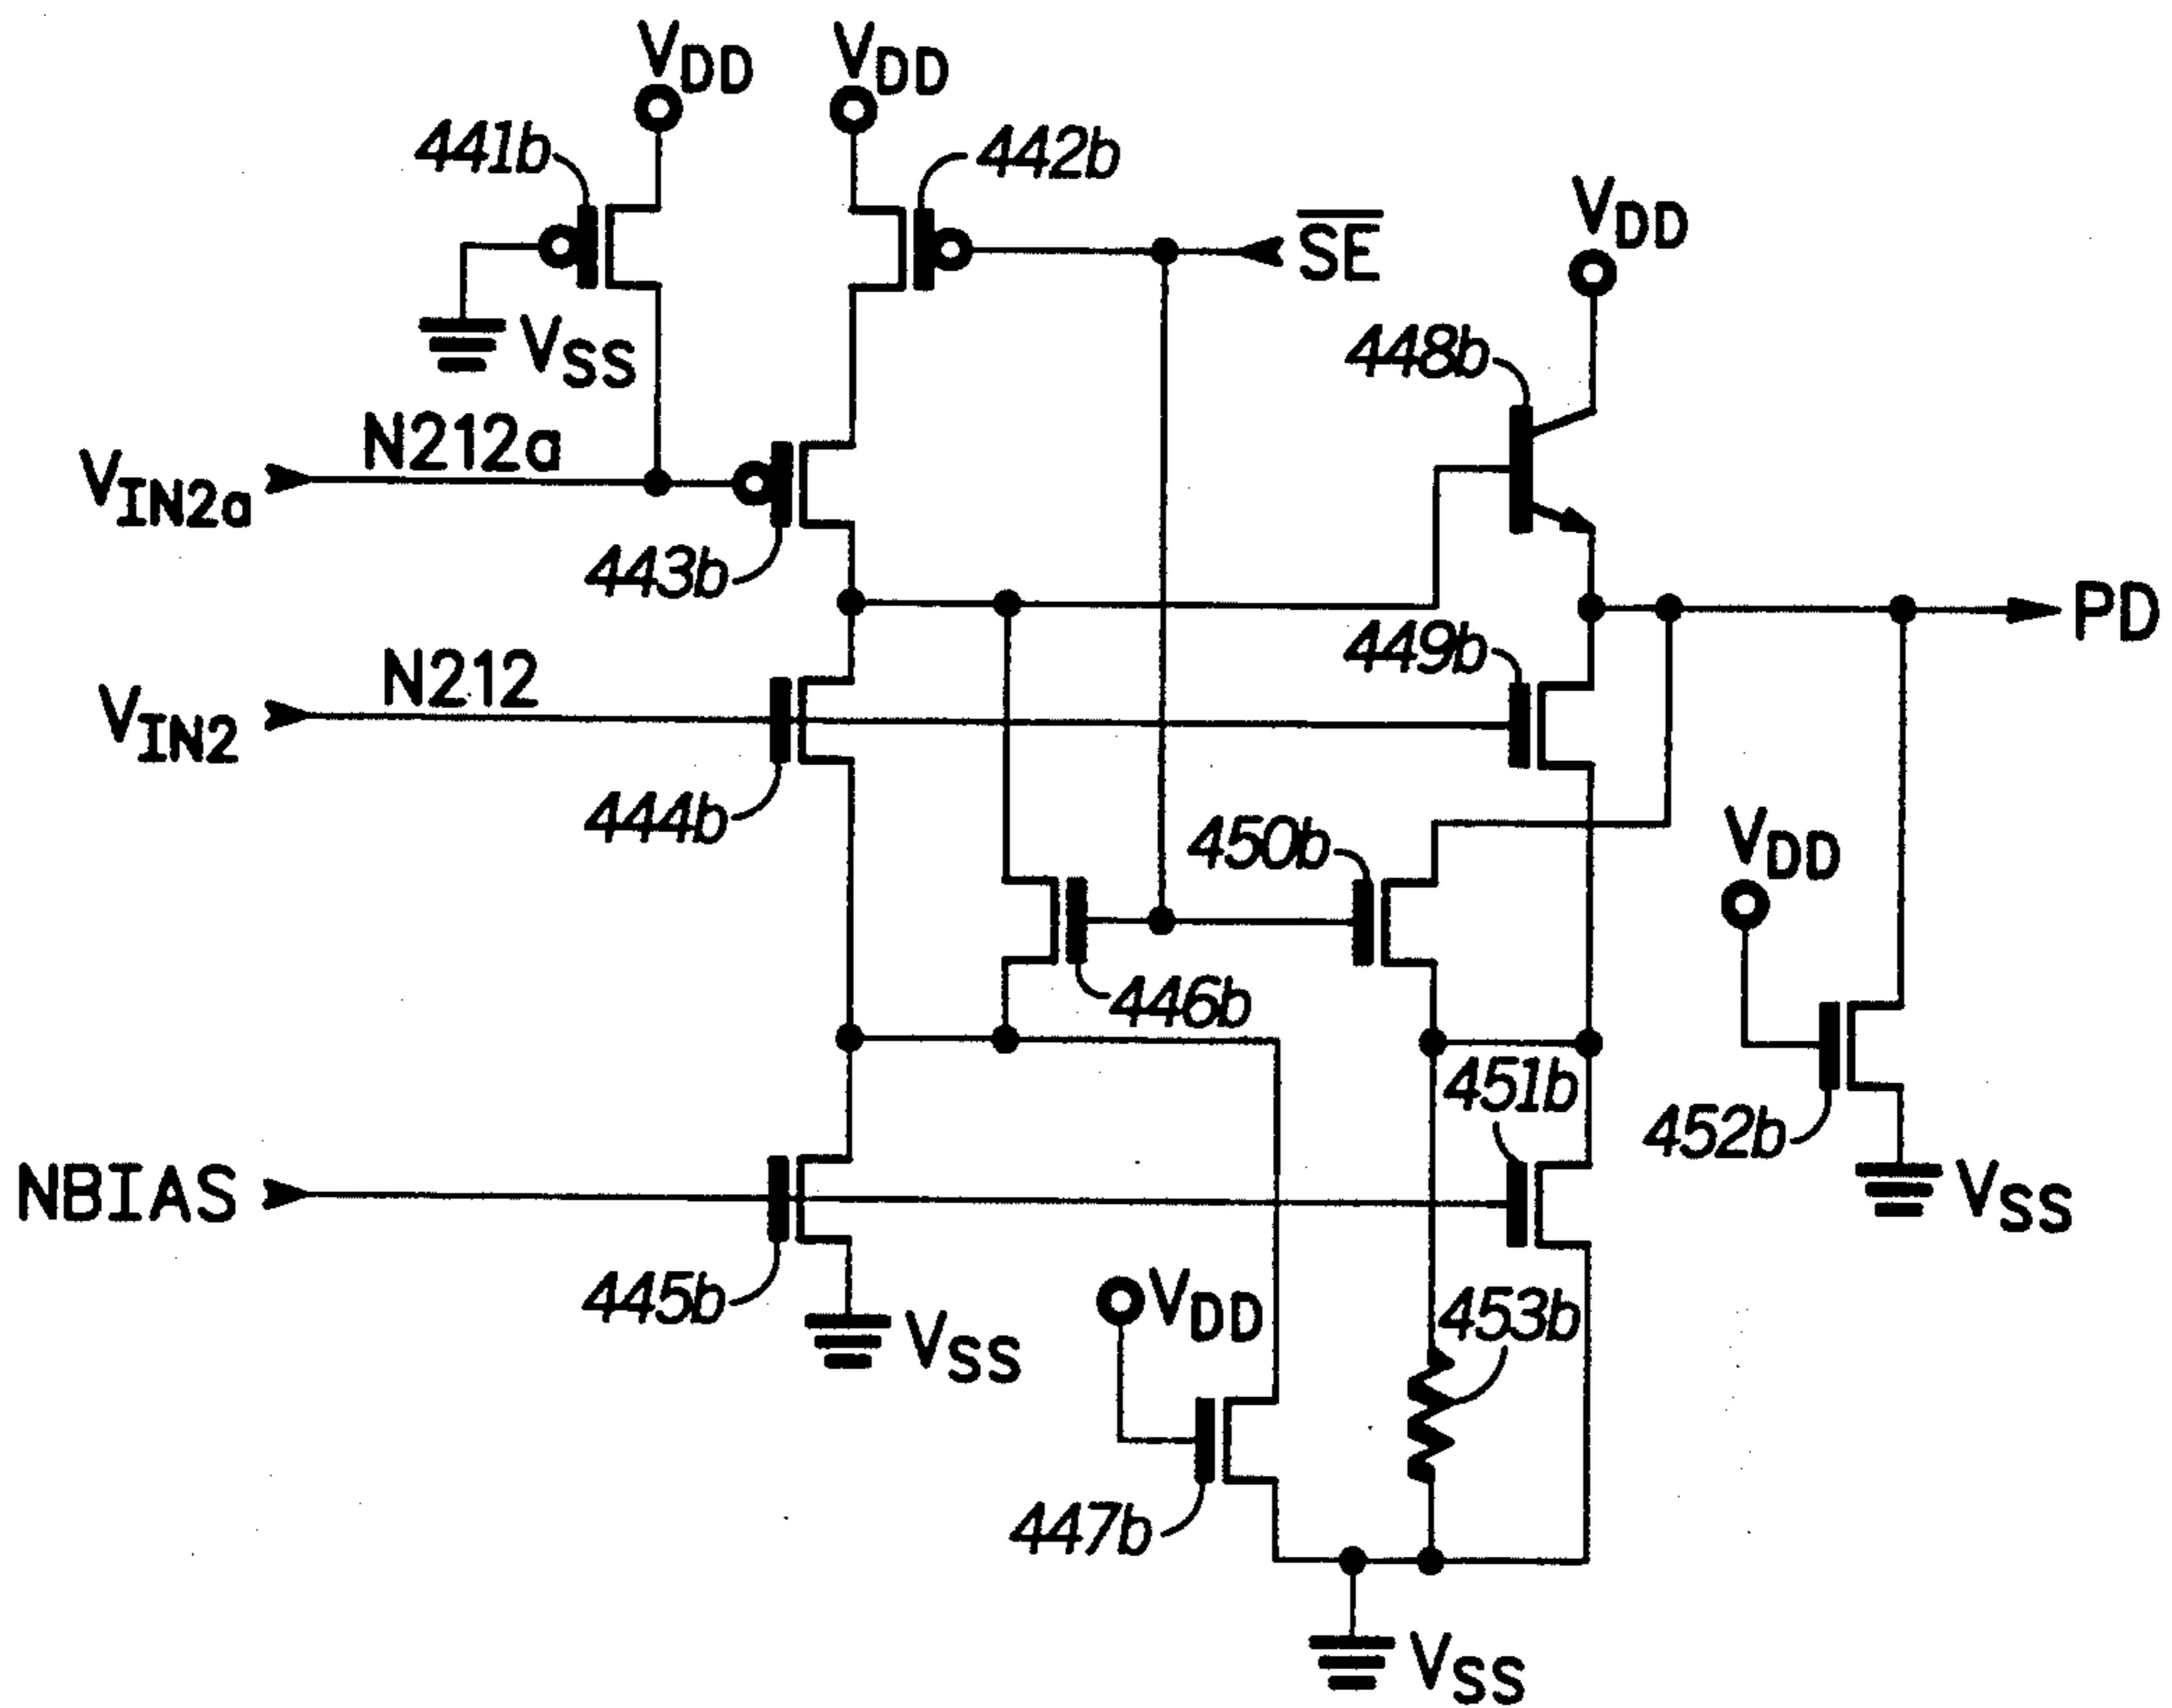 VDD VDD
441b 442b
SE VDD
VSS 448b
N212a
VIN2a
443b PD
449b
N212
VIN2
444b 450b VDD
446b
451b
452b
NBIAS VSS
445b VDD 453b
VSS
447b
VSS